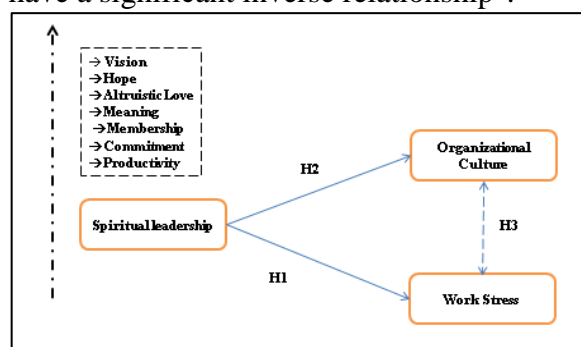 have a significant inverse relationship".
→ Vision
→Hope
→Altruistic Love
→Meaning
→Membership
→Commitment
→Productivity
Organizational
Culture
H2
Spiritual leadership
H3
H1
Work Stress